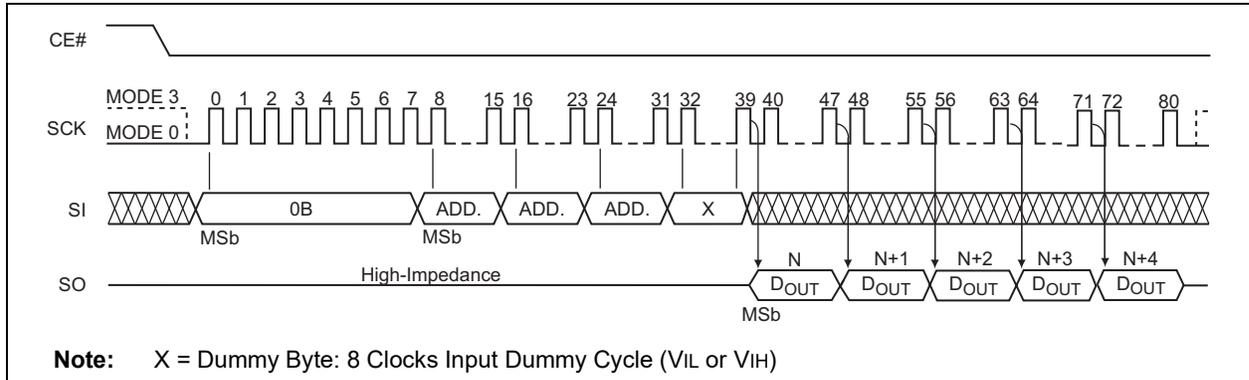 CE#
MODE 3 0 1 2 3 4 5 6 7 8 15 16 23 24 31 32 39 40 47 48 55 56 63 64 71 72 80
SCK
MODE 0
SI 0B ADD. ADD. ADD. X
MSb MSb
High-Impedance N N+1 N+2 N+3 N+4
SO DOUT DOUT DOUT DOUT DOUT
MSb
Note: X = Dummy Byte: 8 Clocks Input Dummy Cycle (VIL or VIH)